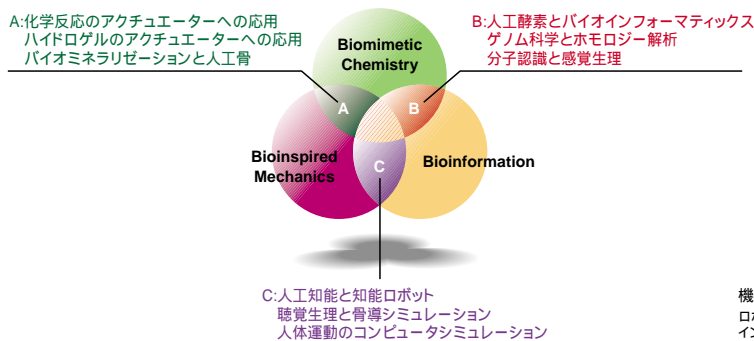 A:化学反応のアクチュエーターへの応用
ハイドロゲルのアクチュエーターへの応用
バイオミネラリゼーションと人工骨
B:人工酵素とバイオインフォーマティックス
ゲノム科学とホモロジー解析
分子認識と感覚生理
Biomimetic
Chemistry
A
B
Bioinspired
Mechanics
C
Bioinformation
C:人工知能と知能ロボット
聴覚生理と骨導シミュレーション
人体運動のコンピュータシミュレーション
機
ロボ
イン